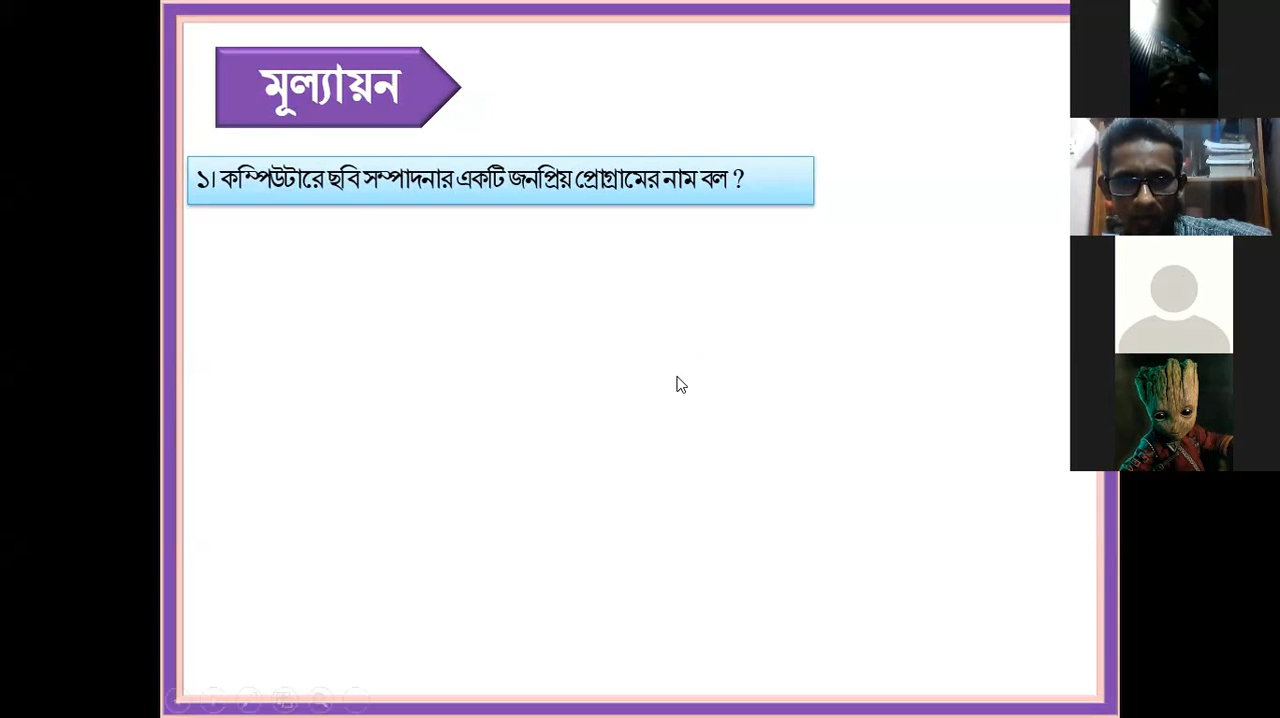 মূল্যায়ন
১। কম্পিউটারে ছবি সম্পাদনার একটি জনপ্রিয় প্রোগ্রামের নাম বল ?